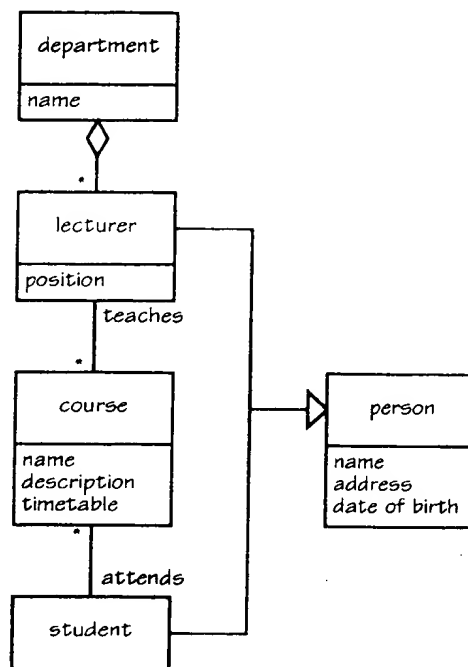 department
name
*
lecturer
position
teaches
*
course
name
description
timetable
*
attends
student
person
name
address
date of birth